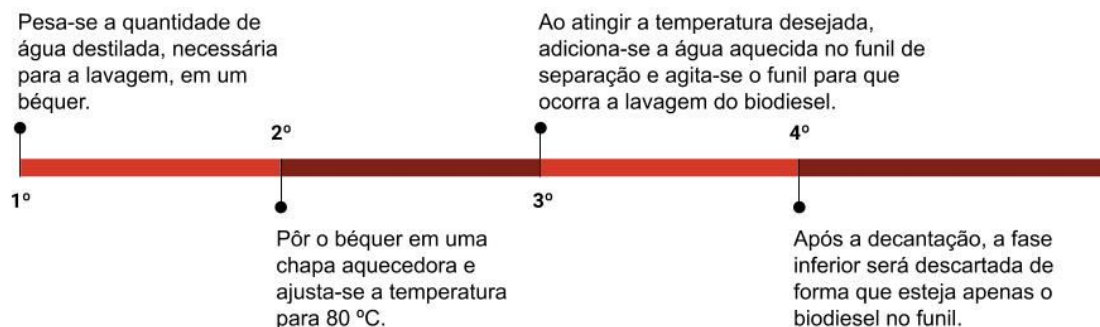 Pesa-se a quantidade de
água destilada, necessária
para a lavagem, em um
béquer.
1º
2º
Pôr o béquer em uma
chapa aquecedora e
ajusta-se a temperatura
para 80 ºC.
Ao atingir a temperatura desejada,
adiciona-se a água aquecida no funil de
separação e agita-se o funil para que
ocorra a lavagem do biodiesel.
3º
4º
Após a decantação, a fase
inferior será descartada de
forma que esteja apenas o
biodiesel no funil.